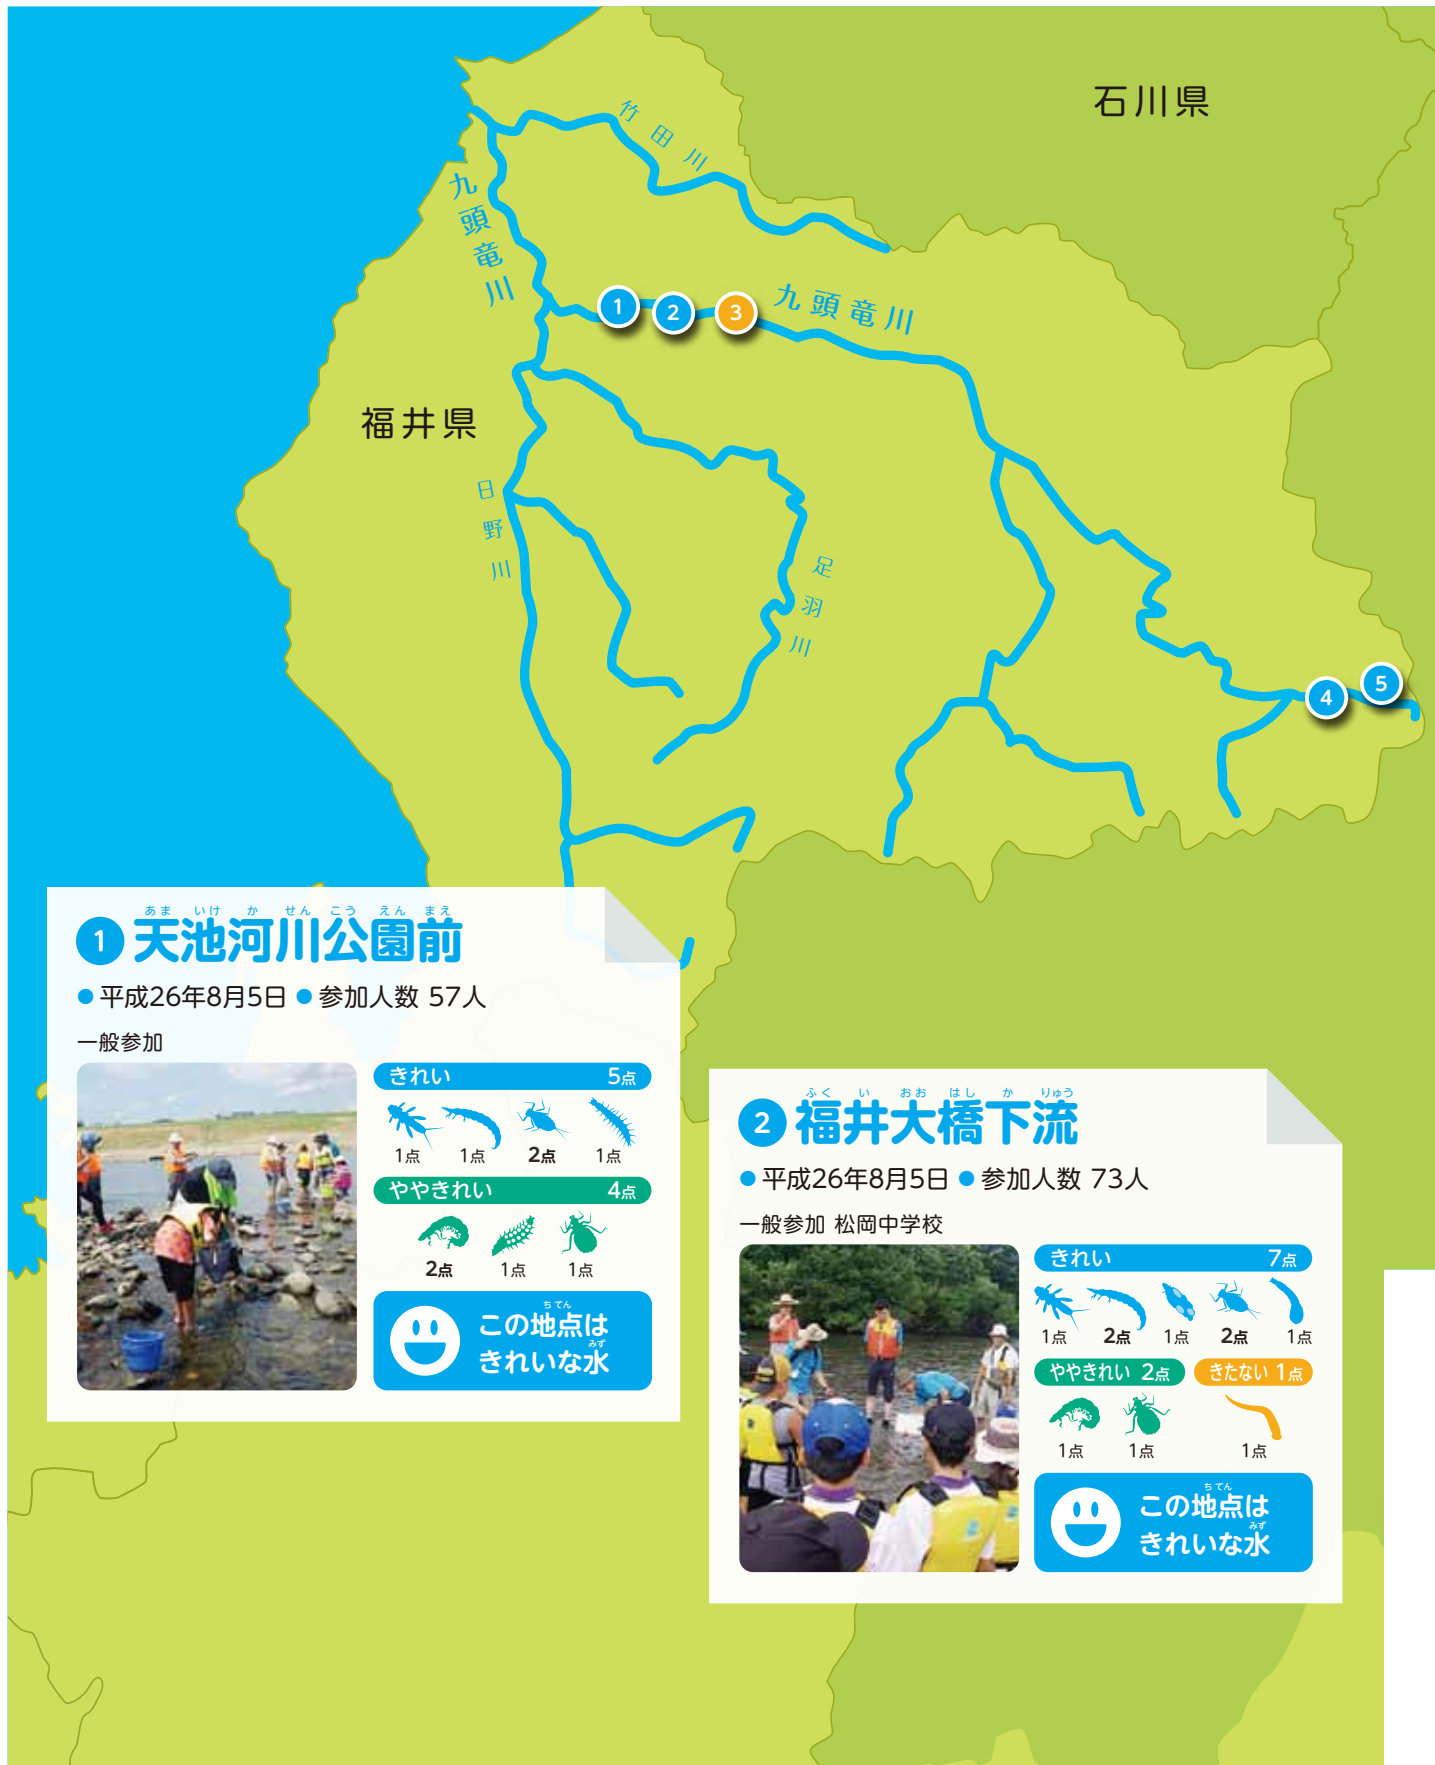 石川県
竹田川
九頭竜川
1
2
3
九頭竜川
福井県
日野川
足羽川
4
5
あま いけ か せん こう えん まえ
1 天池河川公園前
● 平成26年8月5日 ● 参加人数 57人
一般参加
きれい 5点
1点 1点 2点 1点
ややきれい 4点
2点 1点 1点
ちてん
この地点は
みず
きれいな水
ふく い おお はし か りゅう
2 福井大橋下流
● 平成26年8月5日 ● 参加人数 73人
一般参加 松岡中学校
きれい 7点
1点 2点 1点 2点 1点
ややきれい 2点 きたない 1点
1点 1点 1点
ちてん
この地点は
みず
きれいな水